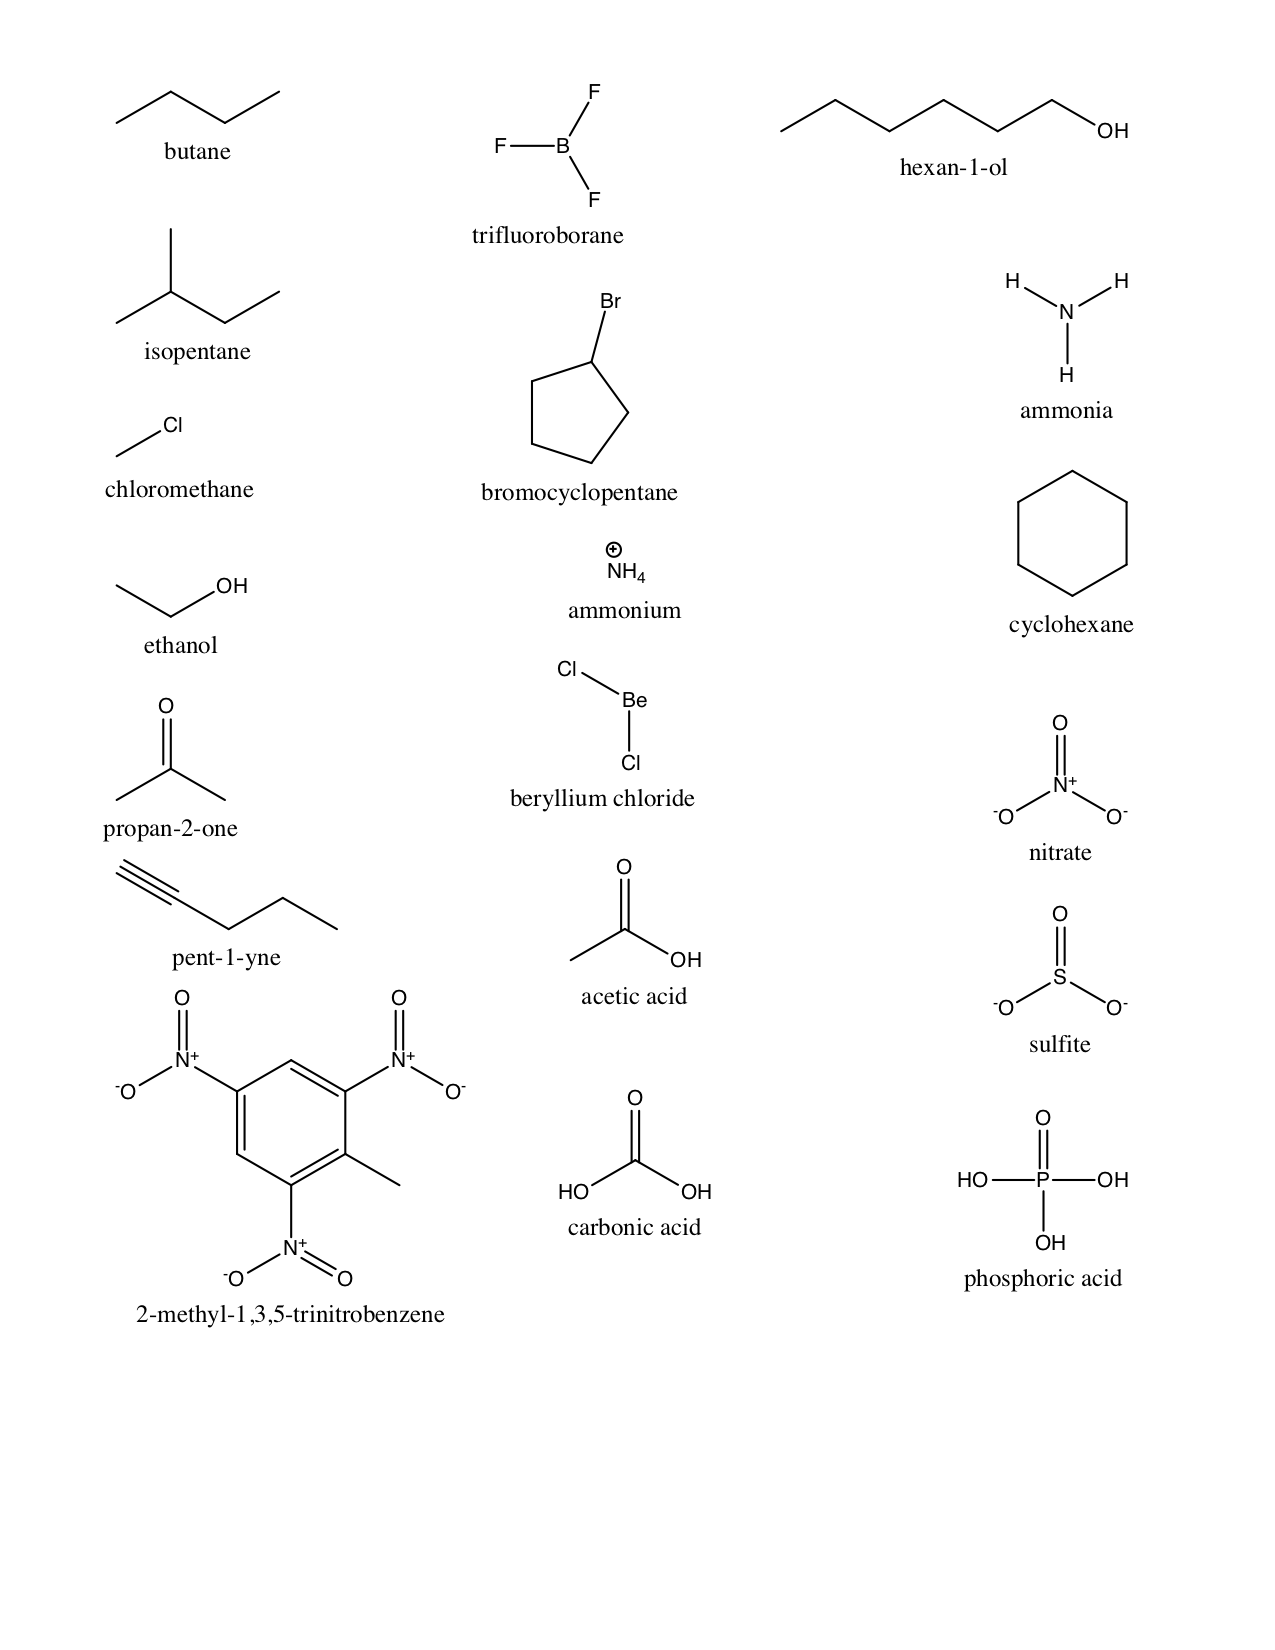 butane
F
F
B
F
trifluoroborane
OH
hexan-1-ol
isopentane
Br
bromocyclopentane
H
H
N
H
ammonia
Cl
chloromethane
cyclohexane
OH
ethanol
⊕
NH₄
ammonium
O
propan-2-one
Cl
Be
Cl
beryllium chloride
O
N⁺
⁻O
O⁻
nitrate
pent-1-yne
O
OH
acetic acid
O
S
⁻O
O⁻
sulfite
O
O
N⁺
N⁺
⁻O
O⁻
N⁺
⁻O
O
2-methyl-1,3,5-trinitrobenzene
O
HO
OH
carbonic acid
O
HO
P
OH
OH
phosphoric acid